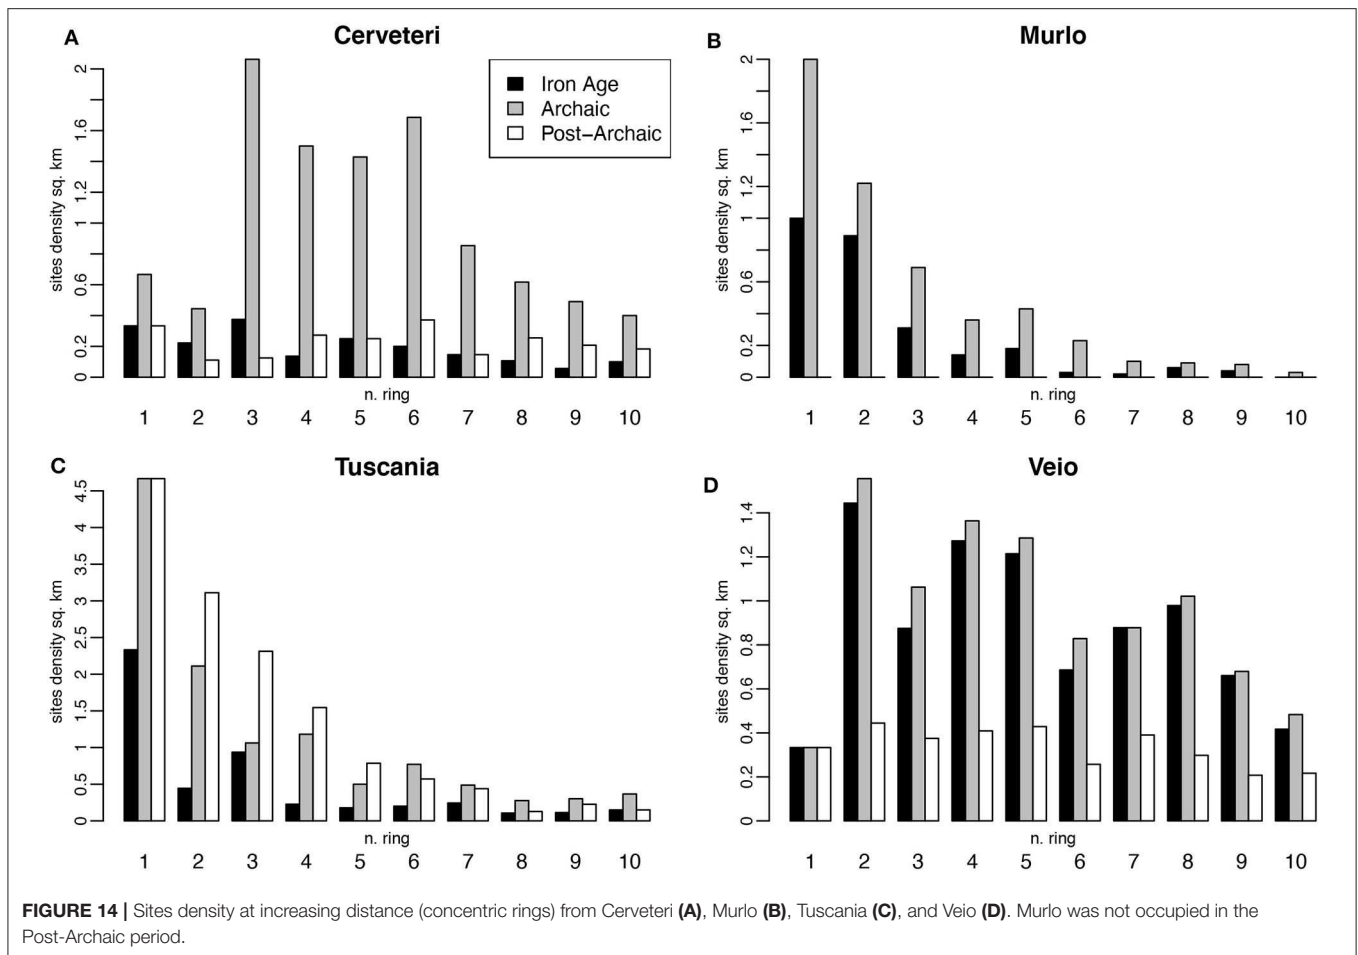 A
Cerveteri
Iron Age
Archaic
Post–Archaic
sites density sq. km
0 0.2 0.6 1 1.2 1.6 2
n. ring
1 2 3 4 5 6 7 8 9 10
B
Murlo
sites density sq. km
0 0.2 0.6 1 1.2 1.6 2
n. ring
1 2 3 4 5 6 7 8 9 10
C
Tuscania
sites density sq. km
0 0.5 1 1.5 2 2.5 3 3.5 4 4.5
n. ring
1 2 3 4 5 6 7 8 9 10
D
Veio
sites density sq. km
0 0.2 0.4 0.6 0.8 1 1.2 1.4
n. ring
1 2 3 4 5 6 7 8 9 10
FIGURE 14 | Sites density at increasing distance (concentric rings) from Cerveteri (A), Murlo (B), Tuscania (C), and Veio (D). Murlo was not occupied in the
Post-Archaic period.